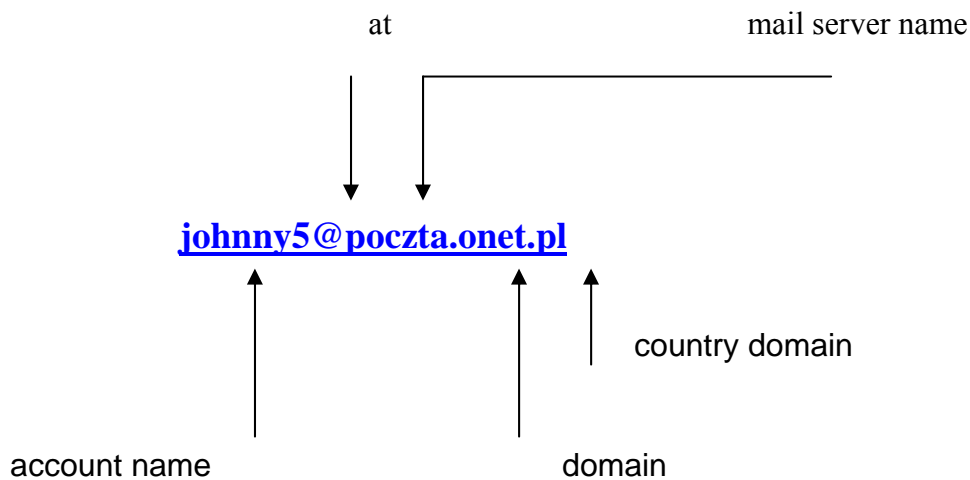 at mail server name
johnny5@poczta.onet.pl
country domain
account name domain